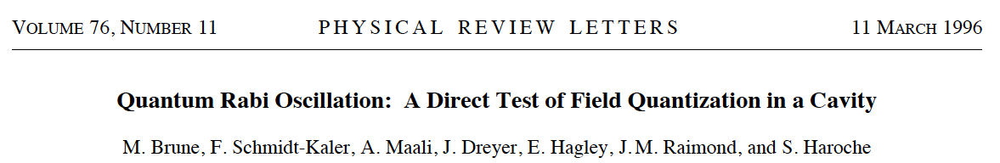 VOLUME 76, NUMBER 11 PHYSICAL REVIEW LETTERS 11 MARCH 1996
Quantum Rabi Oscillation: A Direct Test of Field Quantization in a Cavity
M. Brune, F. Schmidt-Kaler, A. Maali, J. Dreyer, E. Hagley, J. M. Raimond, and S. Haroche